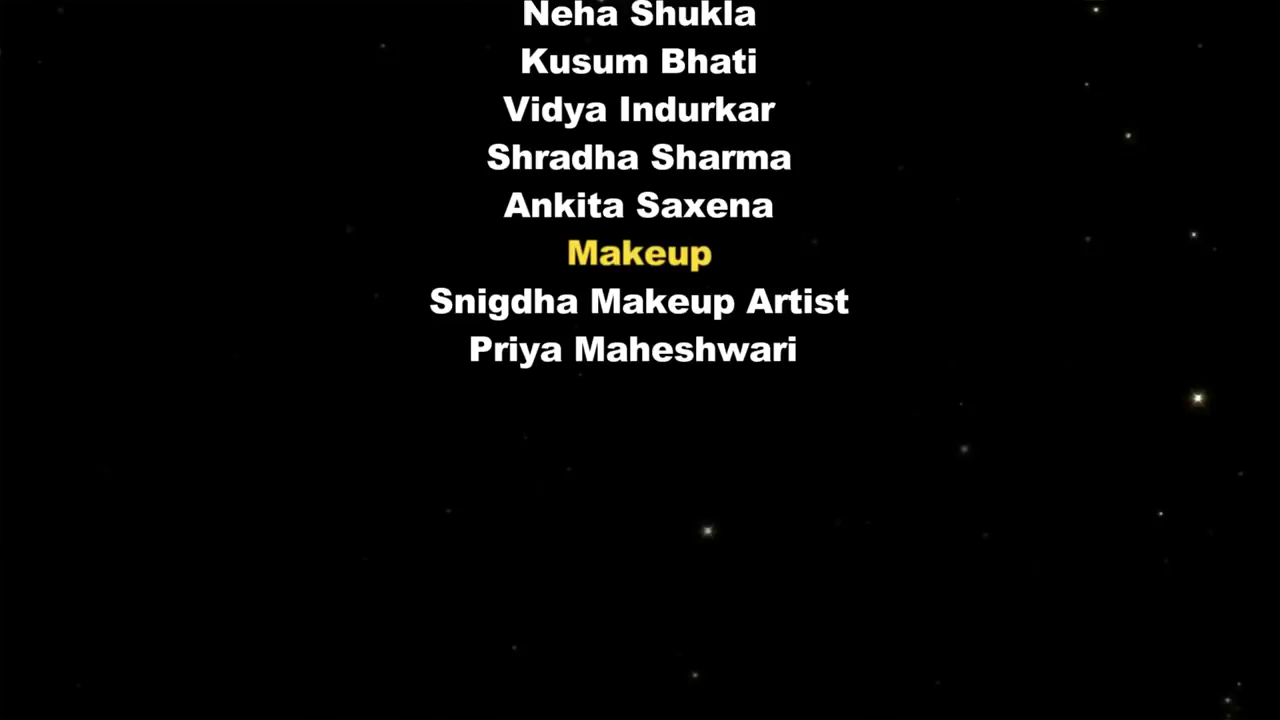 Neha Shukla
Kusum Bhati
Vidya Indurkar
Shradha Sharma
Ankita Saxena
Makeup
Snigdha Makeup Artist
Priya Maheshwari